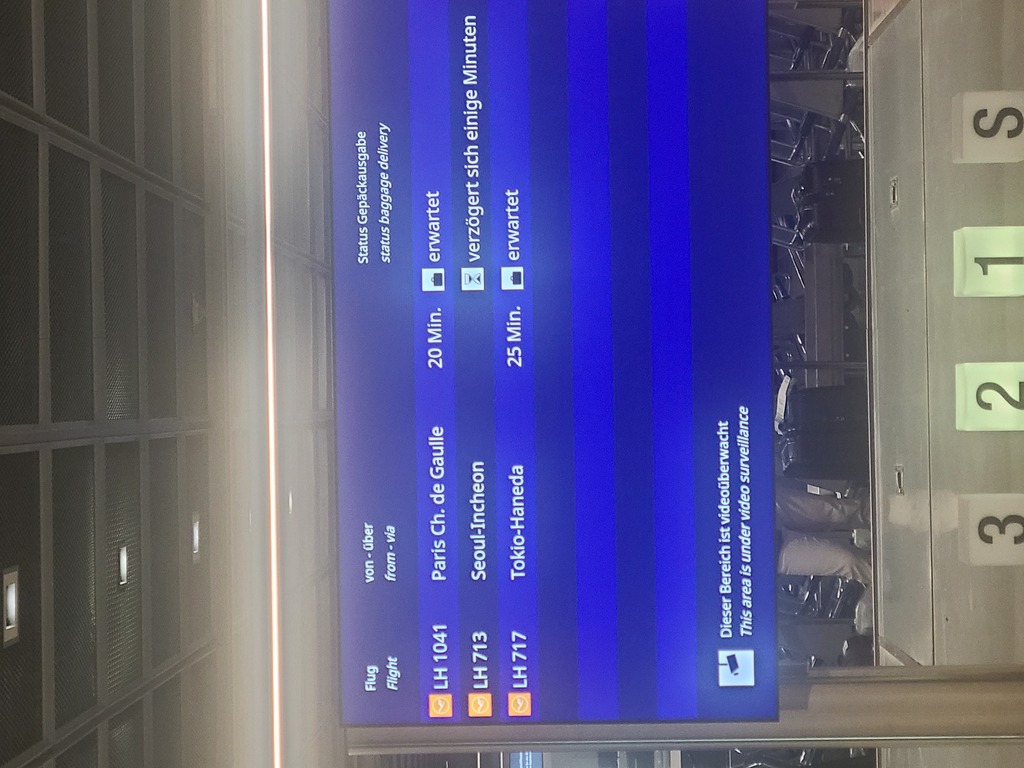 Flug von - über Status Gepäckausgabe
Flight from - via status baggage delivery
LH 1041 Paris Ch. de Gaulle 20 Min. erwartet
LH 713 Seoul-Incheon verzögert sich einige Minuten
LH 717 Tokio-Haneda 25 Min. erwartet
Dieser Bereich ist videoüberwacht
This area is under video surveillance
3 2 1 S